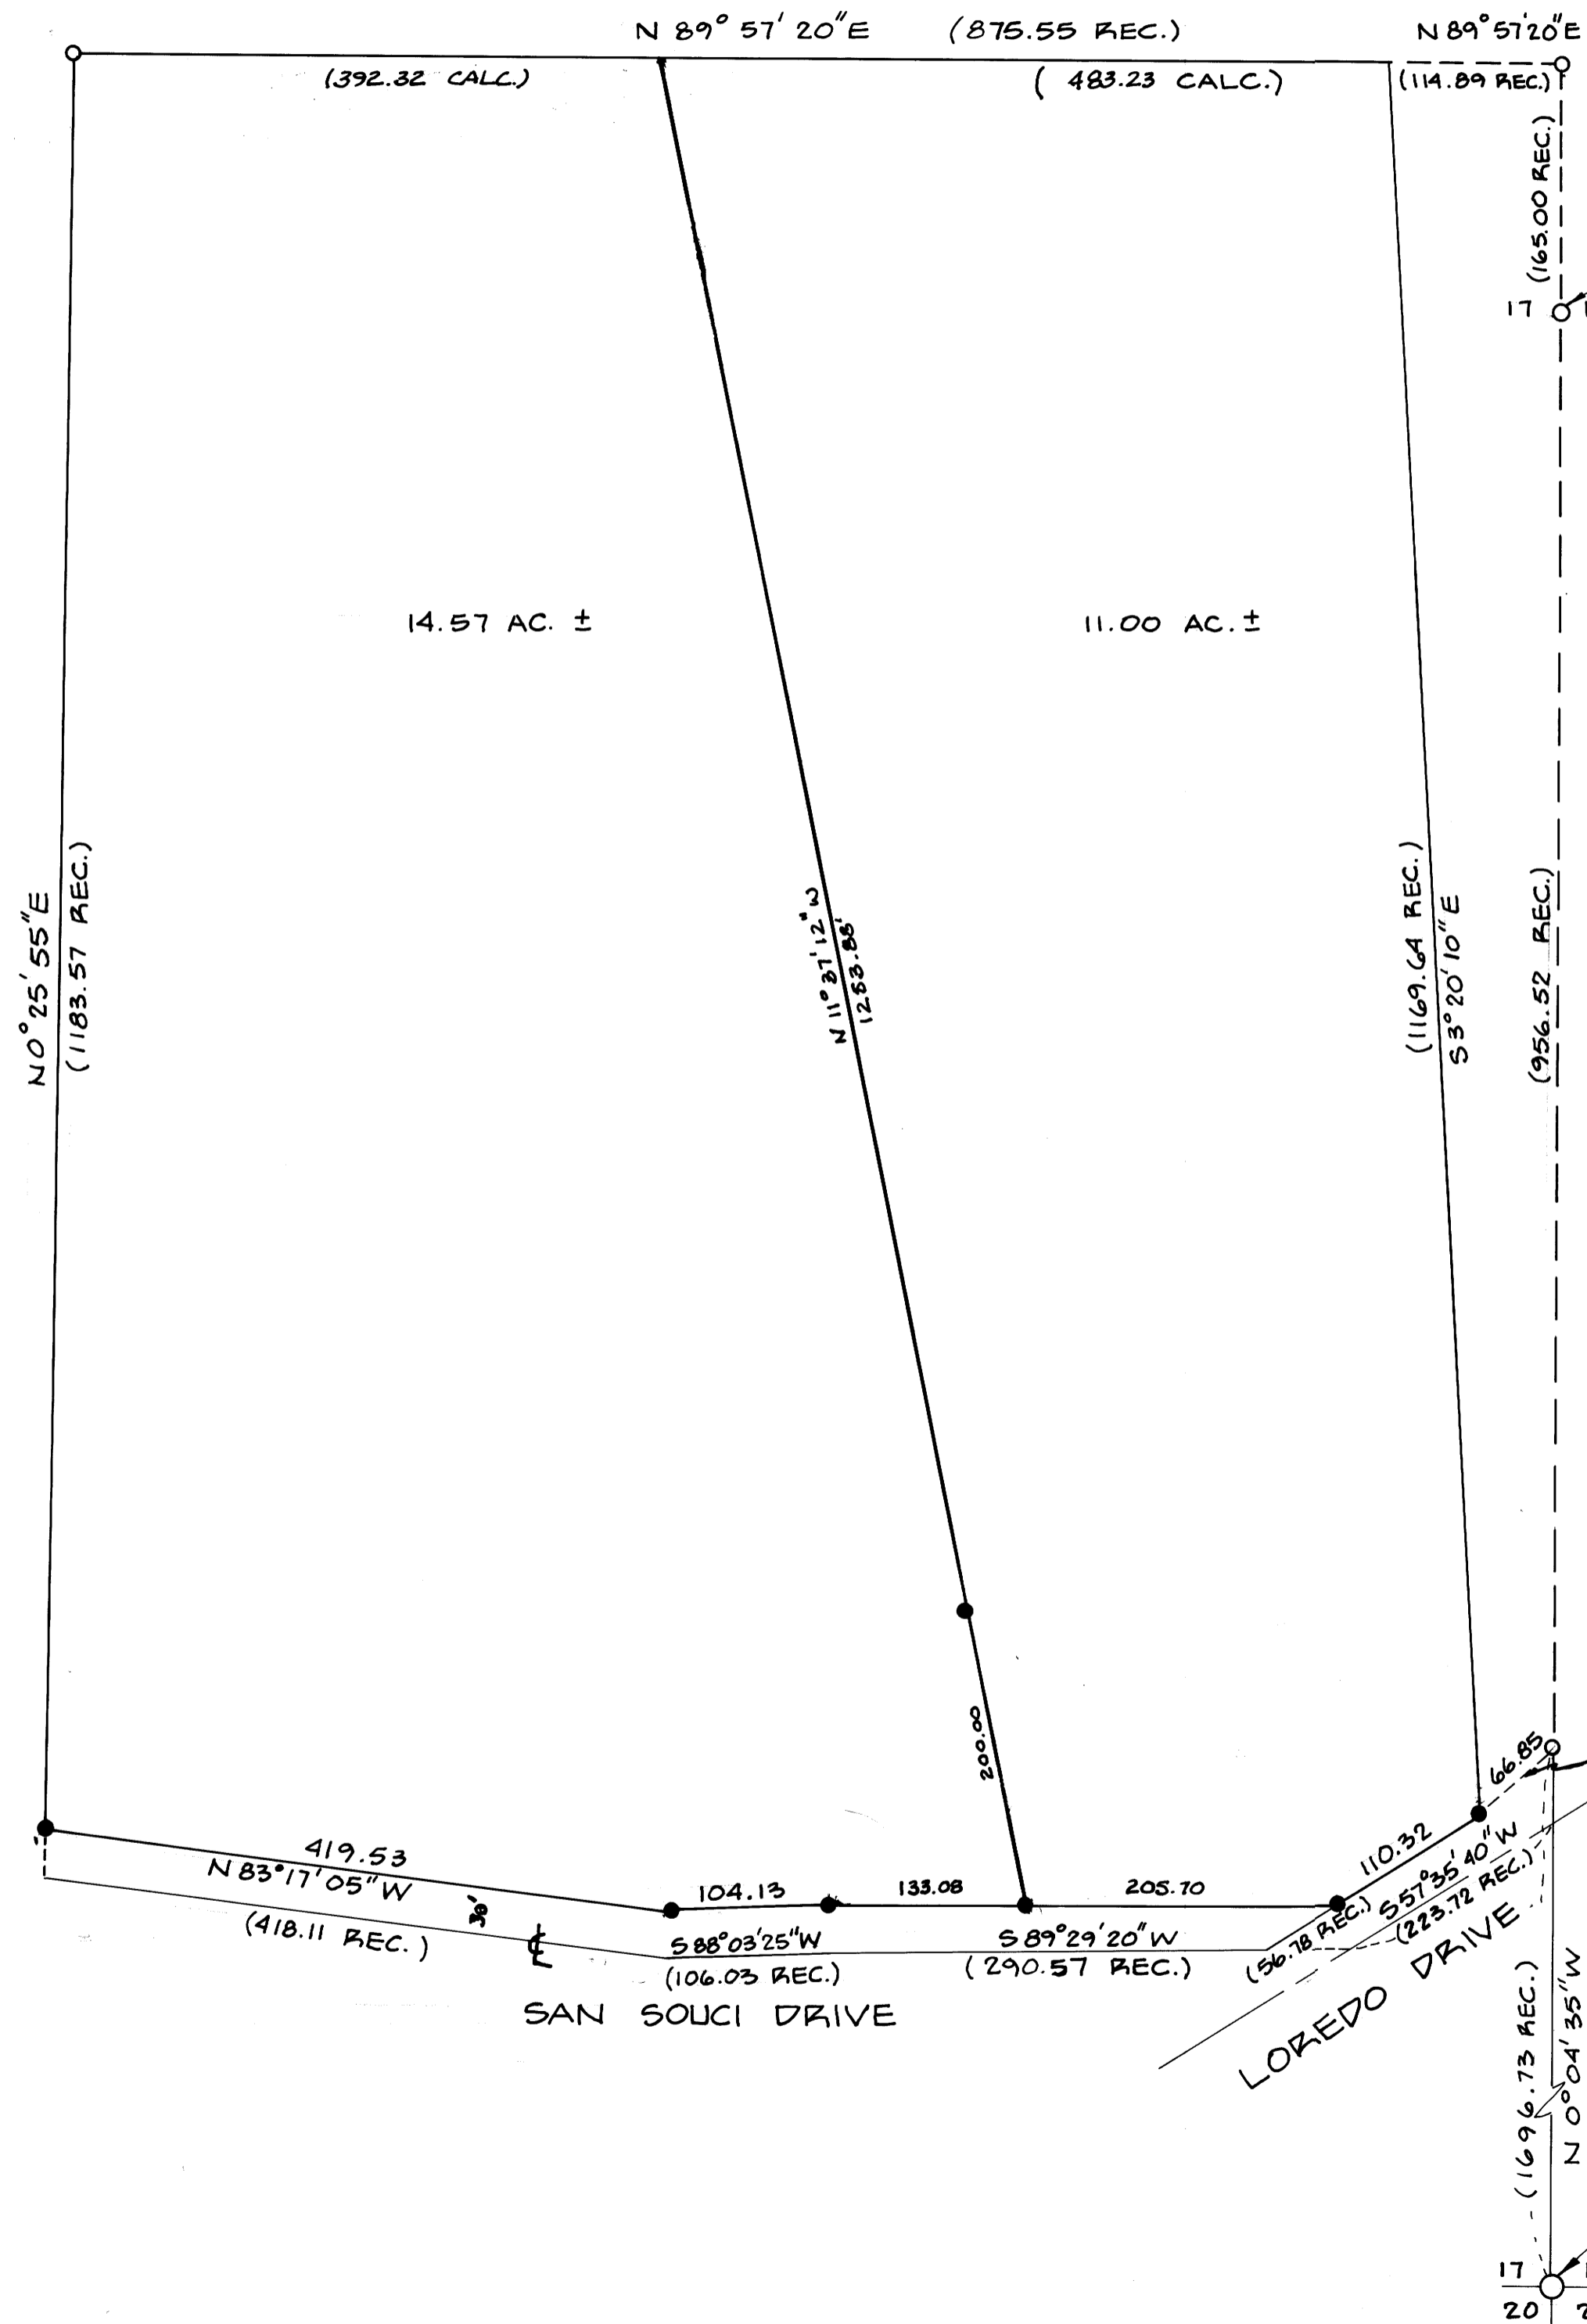 N 89° 57' 20" E (875.55 REC.) N 89° 57' 20" E
(392.32 CALC.) ( 483.23 CALC.) (114.89 REC.)
(165.00 REC.)
17
14.57 AC. ± 11.00 AC. ±
N 0° 25' 55" E
(1183.57 REC.)
N 11° 37' 12" W
1253.88'
(1169.64 REC.)
S 3° 20' 10" E
(956.52 REC.)
200.00
66.85
419.53
N 83° 17' 05" W
(418.11 REC.)
30'
℄
104.13 133.08 205.70 110.32
S 88° 03' 25" W S 89° 29' 20" W S 57° 35' 40" W
(106.03 REC.) ( 290.57 REC.) (56.78 REC.) (223.72 REC.)
SAN SOUCI DRIVE
LOREDO DRIVE
(1696.73 REC.)
N 0° 04' 35" W
17
20